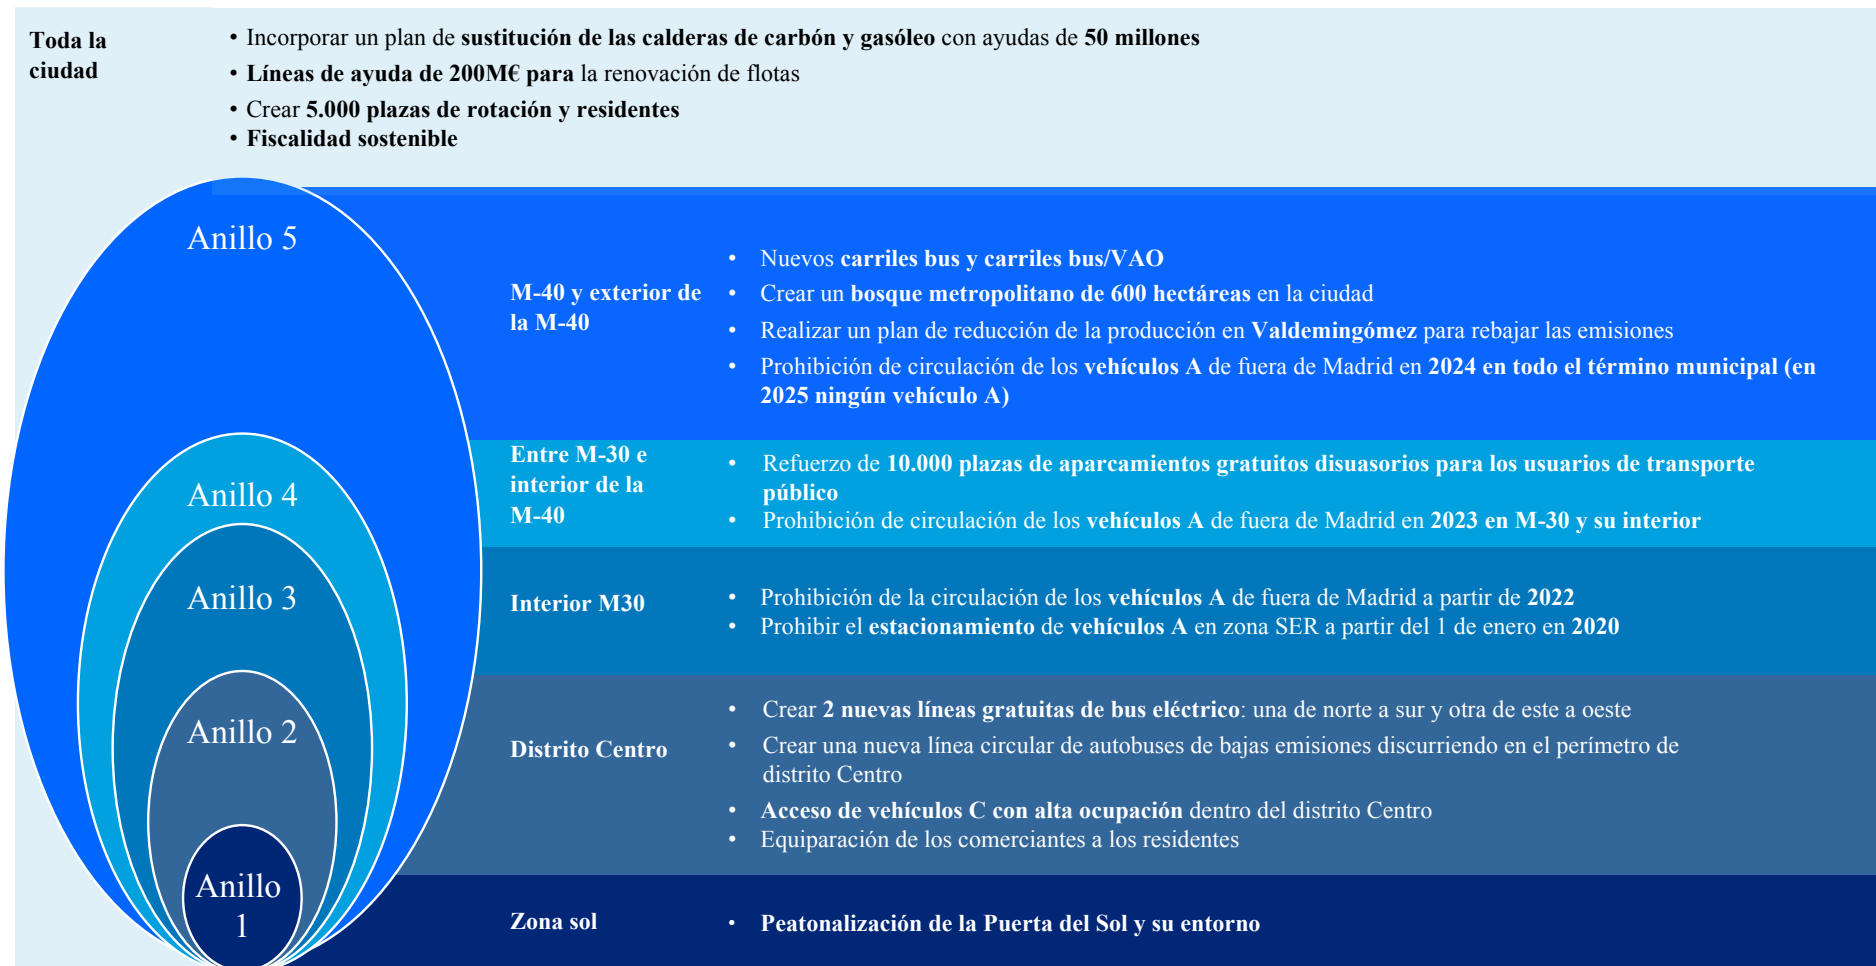 Toda la
ciudad
• Incorporar un plan de sustitución de las calderas de carbón y gasóleo con ayudas de 50 millones
• Líneas de ayuda de 200M€ para la renovación de flotas
• Crear 5.000 plazas de rotación y residentes
• Fiscalidad sostenible
Anillo 5
M-40 y exterior de
la M-40
• Nuevos carriles bus y carriles bus/VAO
• Crear un bosque metropolitano de 600 hectáreas en la ciudad
• Realizar un plan de reducción de la producción en Valdemingómez para rebajar las emisiones
• Prohibición de circulación de los vehículos A de fuera de Madrid en 2024 en todo el término municipal (en
2025 ningún vehículo A)
Anillo 4
Entre M-30 e
interior de la
M-40
• Refuerzo de 10.000 plazas de aparcamientos gratuitos disuasorios para los usuarios de transporte
público
• Prohibición de circulación de los vehículos A de fuera de Madrid en 2023 en M-30 y su interior
Anillo 3
Interior M30
• Prohibición de la circulación de los vehículos A de fuera de Madrid a partir de 2022
• Prohibir el estacionamiento de vehículos A en zona SER a partir del 1 de enero en 2020
Anillo 2
Distrito Centro
• Crear 2 nuevas líneas gratuitas de bus eléctrico: una de norte a sur y otra de este a oeste
• Crear una nueva línea circular de autobuses de bajas emisiones discurriendo en el perímetro de
distrito Centro
• Acceso de vehículos C con alta ocupación dentro del distrito Centro
• Equiparación de los comerciantes a los residentes
Anillo
1
Zona sol
• Peatonalización de la Puerta del Sol y su entorno